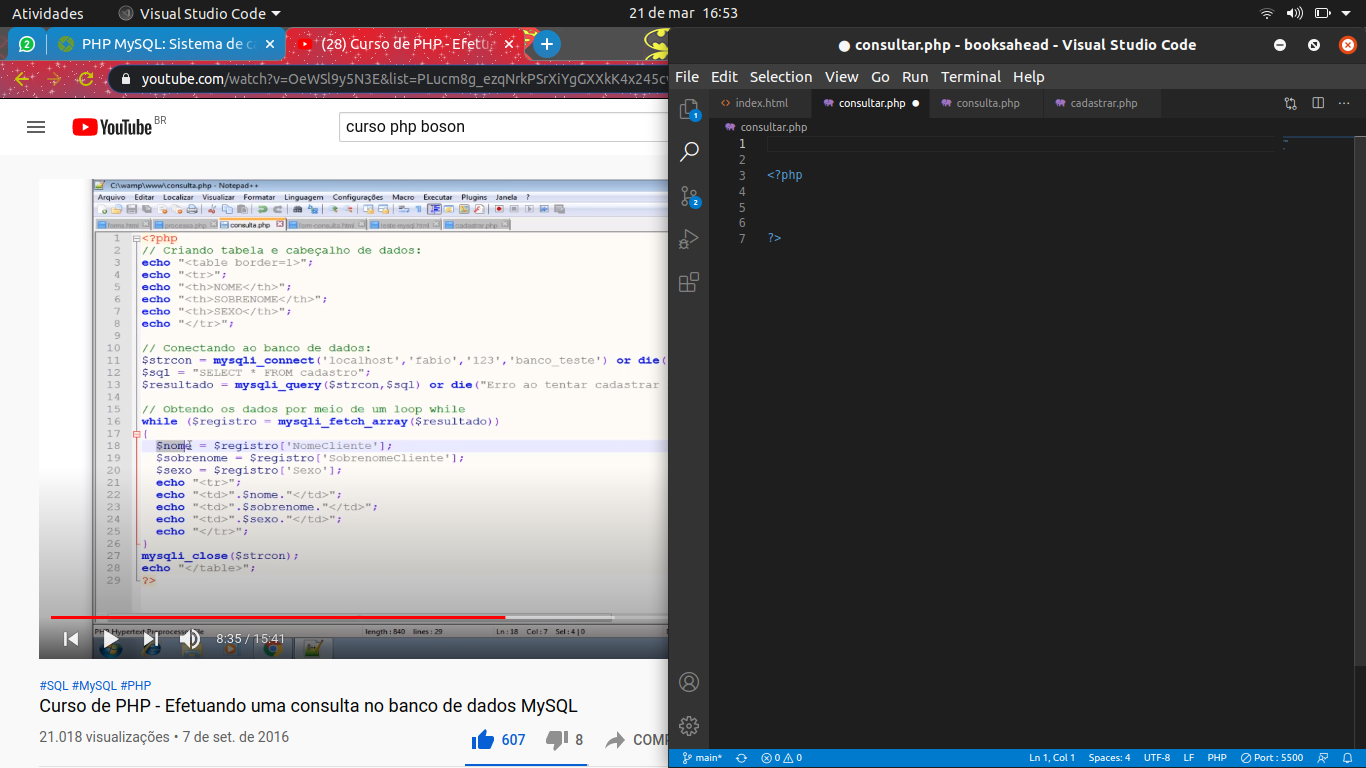 Atividades
Visual Studio Code
21 de mar 16:53
2
PHP MySQL: Sistema de c
(28) Curso de PHP - Efetu
youtube.com/watch?v=OeWSl9y5N3E&list=PLucm8g_ezqNrkPSrXiYgGXXkK4x245cv
YouTube BR
curso php boson
C:\wamp\www\consulta.php - Notepad++
Arquivo Editar Localizar Visualizar Formatar Linguagem Configurações Macro Executar Plugins Janela ?
consulta.php
cadastrar.php
1 <?php
2 // Criando tabela e cabeçalho de dados:
3 echo "<table border=1>";
4 echo "<tr>";
5 echo "<th>NOME</th>";
6 echo "<th>SOBRENOME</th>";
7 echo "<th>SEXO</th>";
8 echo "</tr>";
9
10 // Conectando ao banco de dados:
11 $strcon = mysqli_connect('localhost','fabio','123','banco_teste') or die(
12 $sql = "SELECT * FROM cadastro";
13 $resultado = mysqli_query($strcon,$sql) or die("Erro ao tentar cadastrar
14
15 // Obtendo os dados por meio de um loop while
16 while ($registro = mysqli_fetch_array($resultado))
17 {
18 $nome = $registro['NomeCliente'];
19 $sobrenome = $registro['SobrenomeCliente'];
20 $sexo = $registro['Sexo'];
21 echo "<tr>";
22 echo "<td>".$nome."</td>";
23 echo "<td>".$sobrenome."</td>";
24 echo "<td>".$sexo."</td>";
25 echo "</tr>";
26 }
27 mysqli_close($strcon);
28 echo "</table>";
29 ?>
PHP Hypertext Preprocessor file
length : 840 lines : 29
Ln : 18 Col : 7 Sel : 4 | 0
8:35 / 15:41
#SQL #MySQL #PHP
Curso de PHP - Efetuando uma consulta no banco de dados MySQL
21.018 visualizações • 7 de set. de 2016
607
8
COMP
● consultar.php - booksahead - Visual Studio Code
File Edit Selection View Go Run Terminal Help
1
index.html
consultar.php ●
consulta.php
cadastrar.php
consultar.php
1
2
3 <?php
4
5
6
7 ?>
2
main*
0 0
Ln 1, Col 1
Spaces: 4
UTF-8
LF
PHP
Port : 5500